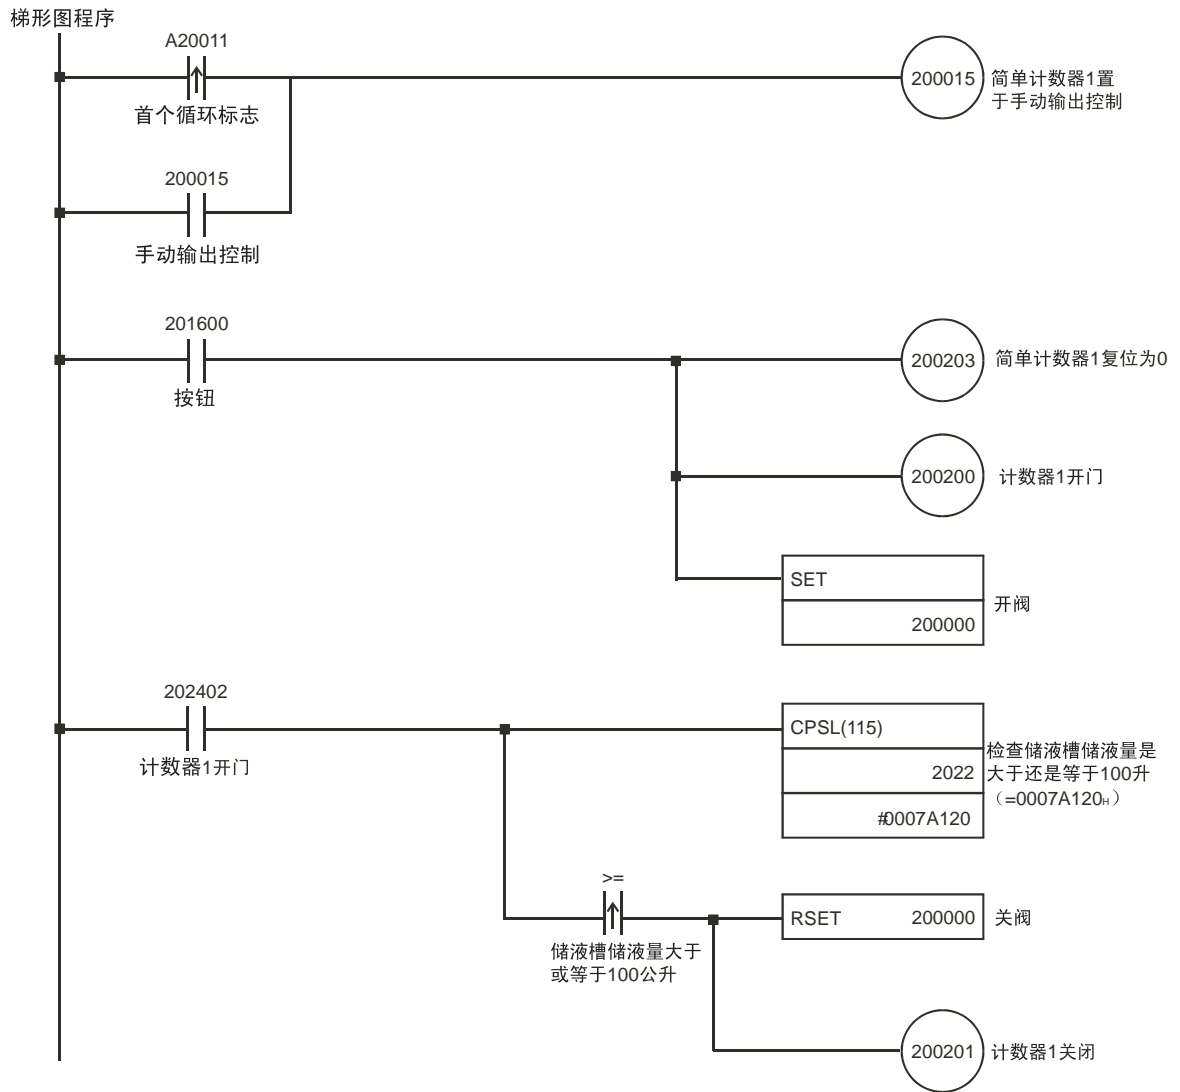 梯形图程序
A20011
首个循环标志
200015
简单计数器1置
于手动输出控制
200015
手动输出控制
201600
按钮
200203
简单计数器1复位为0
200200
计数器1开门
SET
200000
开阀
202402
计数器1开门
CPSL(115)
2022
#0007A120
检查储液槽储液量是
大于还是等于100升
（=0007A120H）
>=
储液槽储液量大于
或等于100公升
RSET 200000
关阀
200201
计数器1关闭